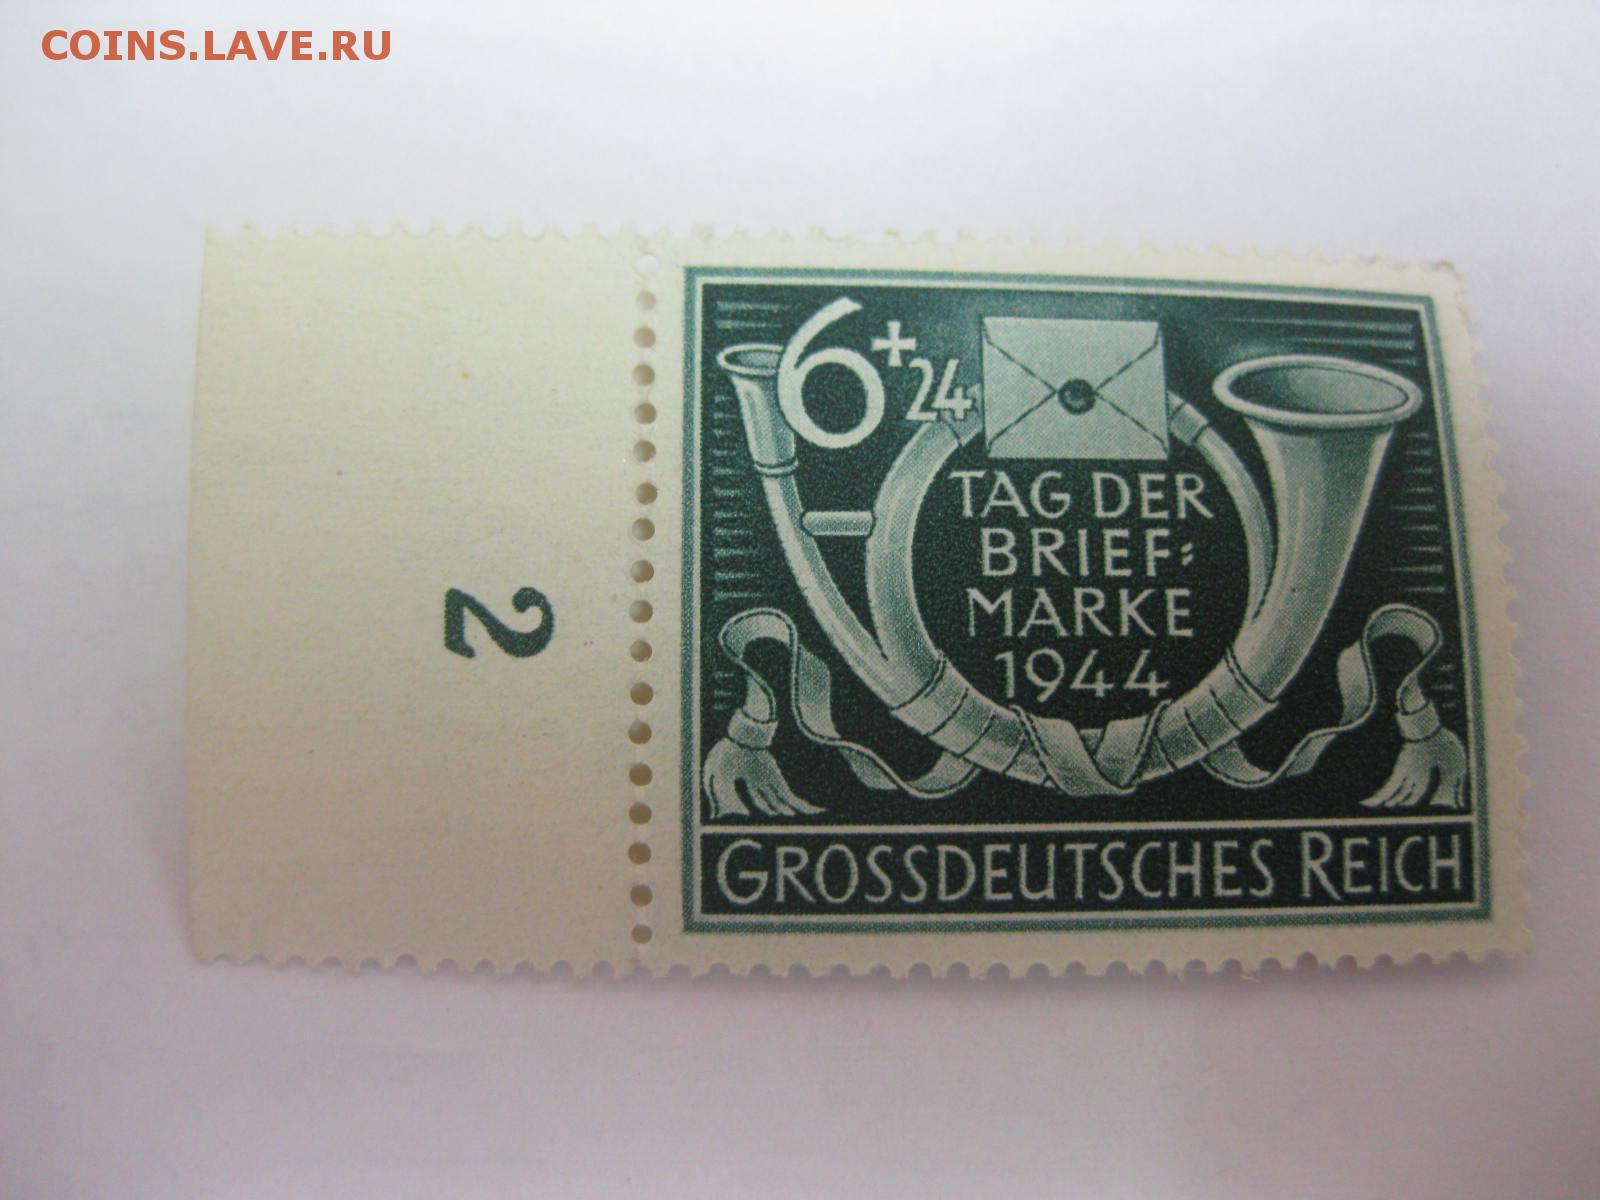 COINS.LAVE.RU
6+24
TAG DER
BRIEF=
MARKE
1944
GROSSDEUTSCHES REICH
2